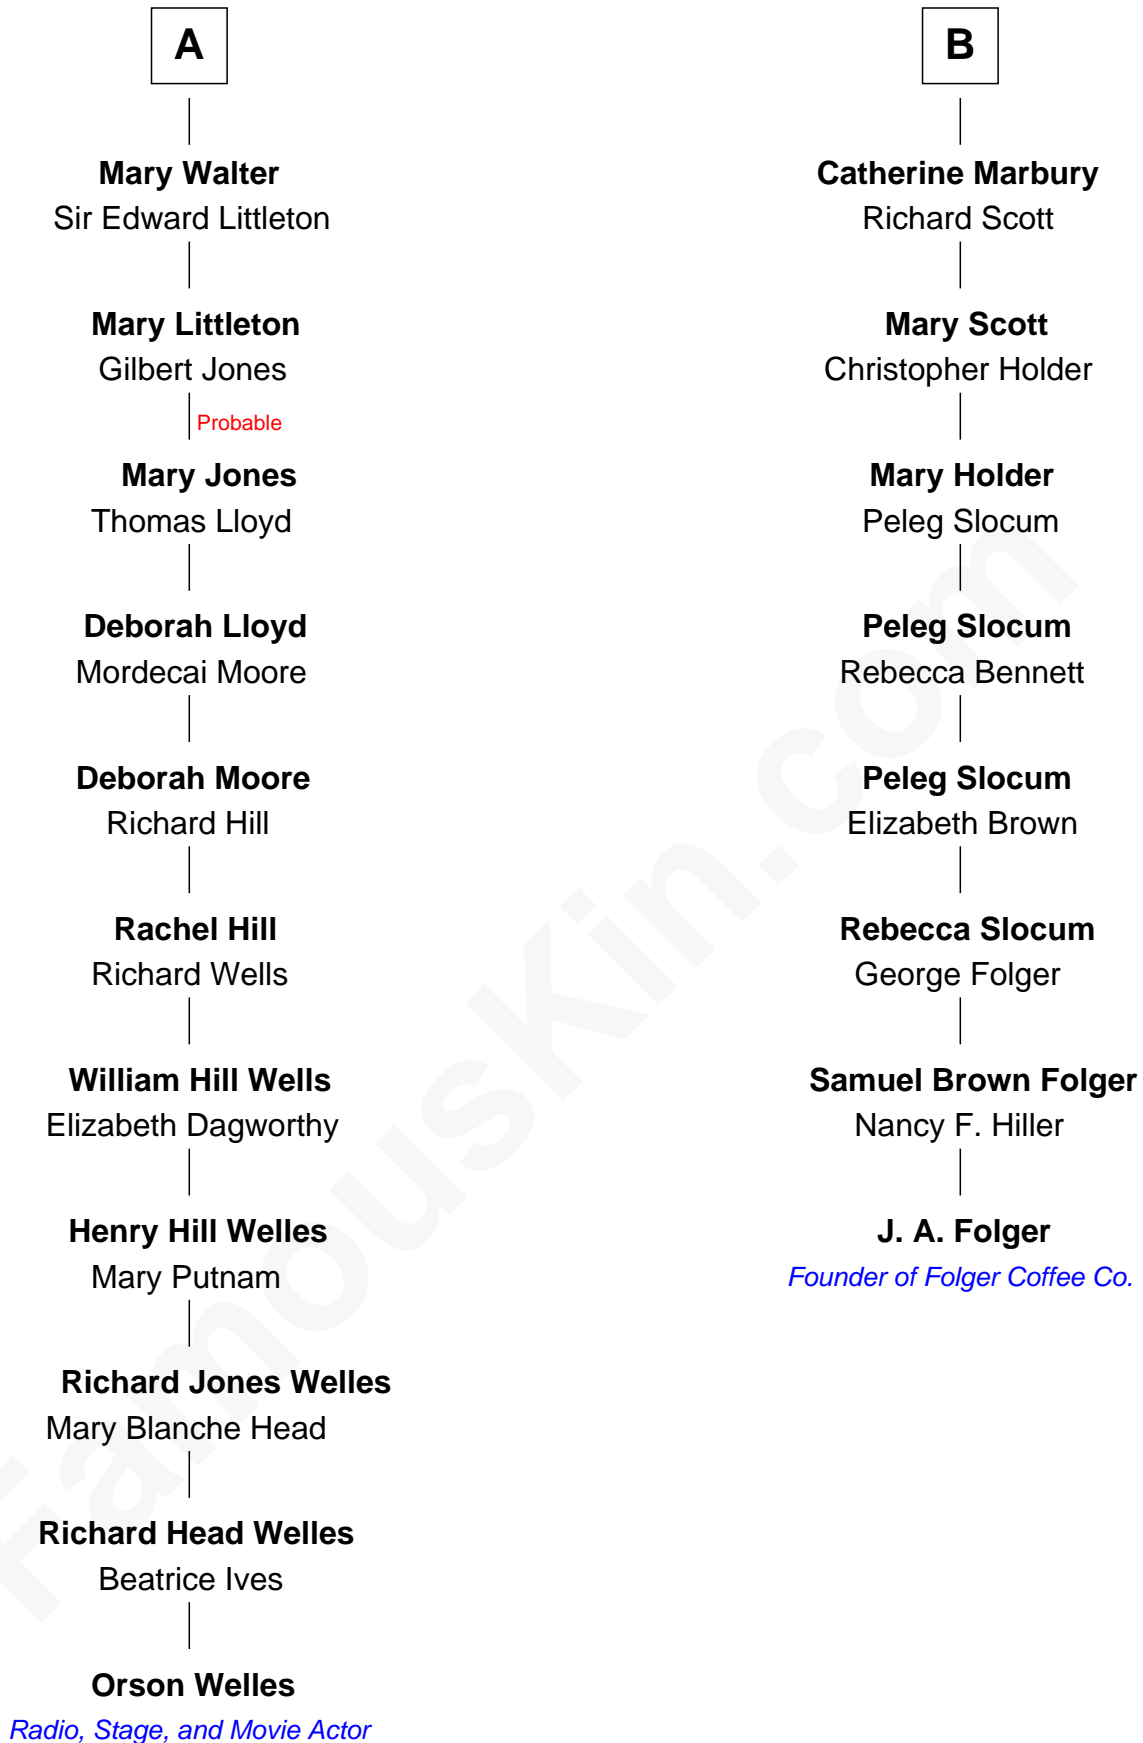 A
Mary Walter
Sir Edward Littleton
Mary Littleton
Gilbert Jones
Probable
Mary Jones
Thomas Lloyd
Deborah Lloyd
Mordecai Moore
Deborah Moore
Richard Hill
Rachel Hill
Richard Wells
William Hill Wells
Elizabeth Dagworthy
Henry Hill Welles
Mary Putnam
Richard Jones Welles
Mary Blanche Head
Richard Head Welles
Beatrice Ives
Orson Welles
Radio, Stage, and Movie Actor
B
Catherine Marbury
Richard Scott
Mary Scott
Christopher Holder
Mary Holder
Peleg Slocum
Peleg Slocum
Rebecca Bennett
Peleg Slocum
Elizabeth Brown
Rebecca Slocum
George Folger
Samuel Brown Folger
Nancy F. Hiller
J. A. Folger
Founder of Folger Coffee Co.
FamousKin.com